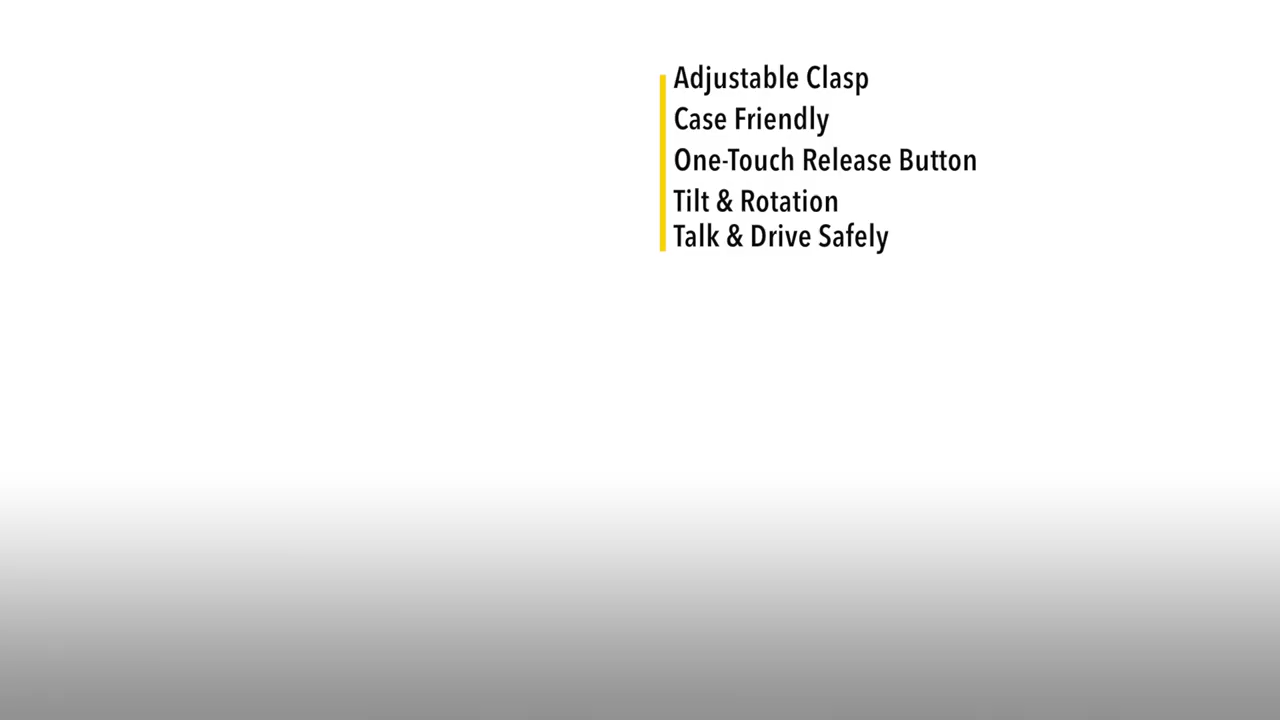 Adjustable Clasp
Case Friendly
One-Touch Release Button
Tilt & Rotation
Talk & Drive Safely